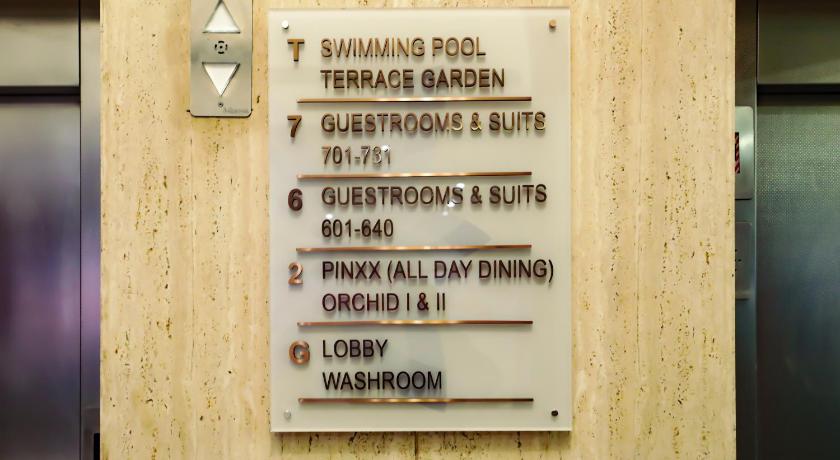 T SWIMMING POOL
TERRACE GARDEN
7 GUESTROOMS & SUITS
701-731
6 GUESTROOMS & SUITS
601-640
2 PINXX (ALL DAY DINING)
ORCHID I & II
G LOBBY
WASHROOM